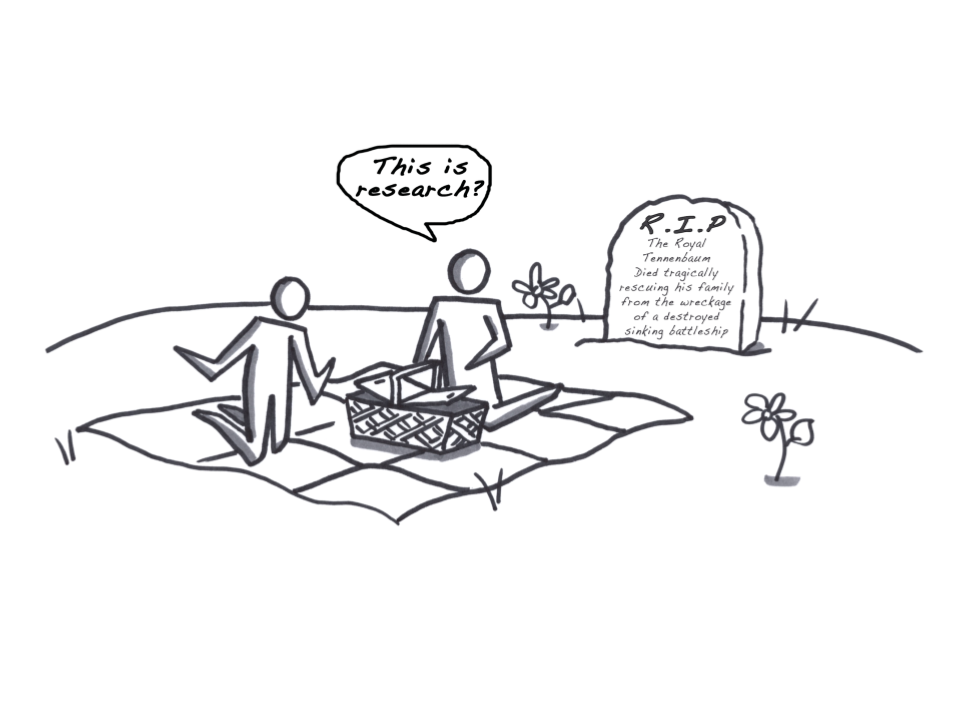 This is
research?
R.I.P
The Royal
Tennenbaum
Died tragically
rescuing his family
from the wreckage
of a destroyed
sinking battleship